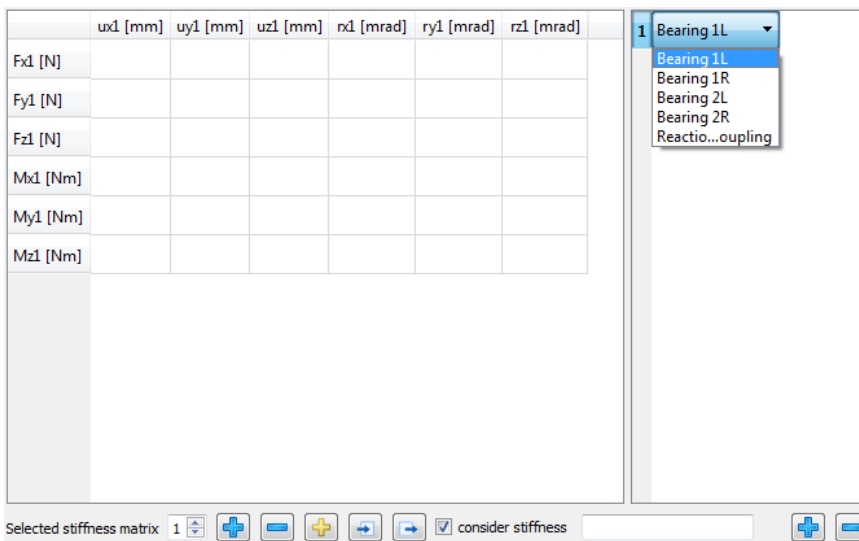 ux1 [mm] uy1 [mm] uz1 [mm] rx1 [mrad] ry1 [mrad] rz1 [mrad]
Fx1 [N]
Fy1 [N]
Fz1 [N]
Mx1 [Nm]
My1 [Nm]
Mz1 [Nm]
1 Bearing 1L
Bearing 1L
Bearing 1R
Bearing 2L
Bearing 2R
Reactio...oupling
Selected stiffness matrix 1 consider stiffness